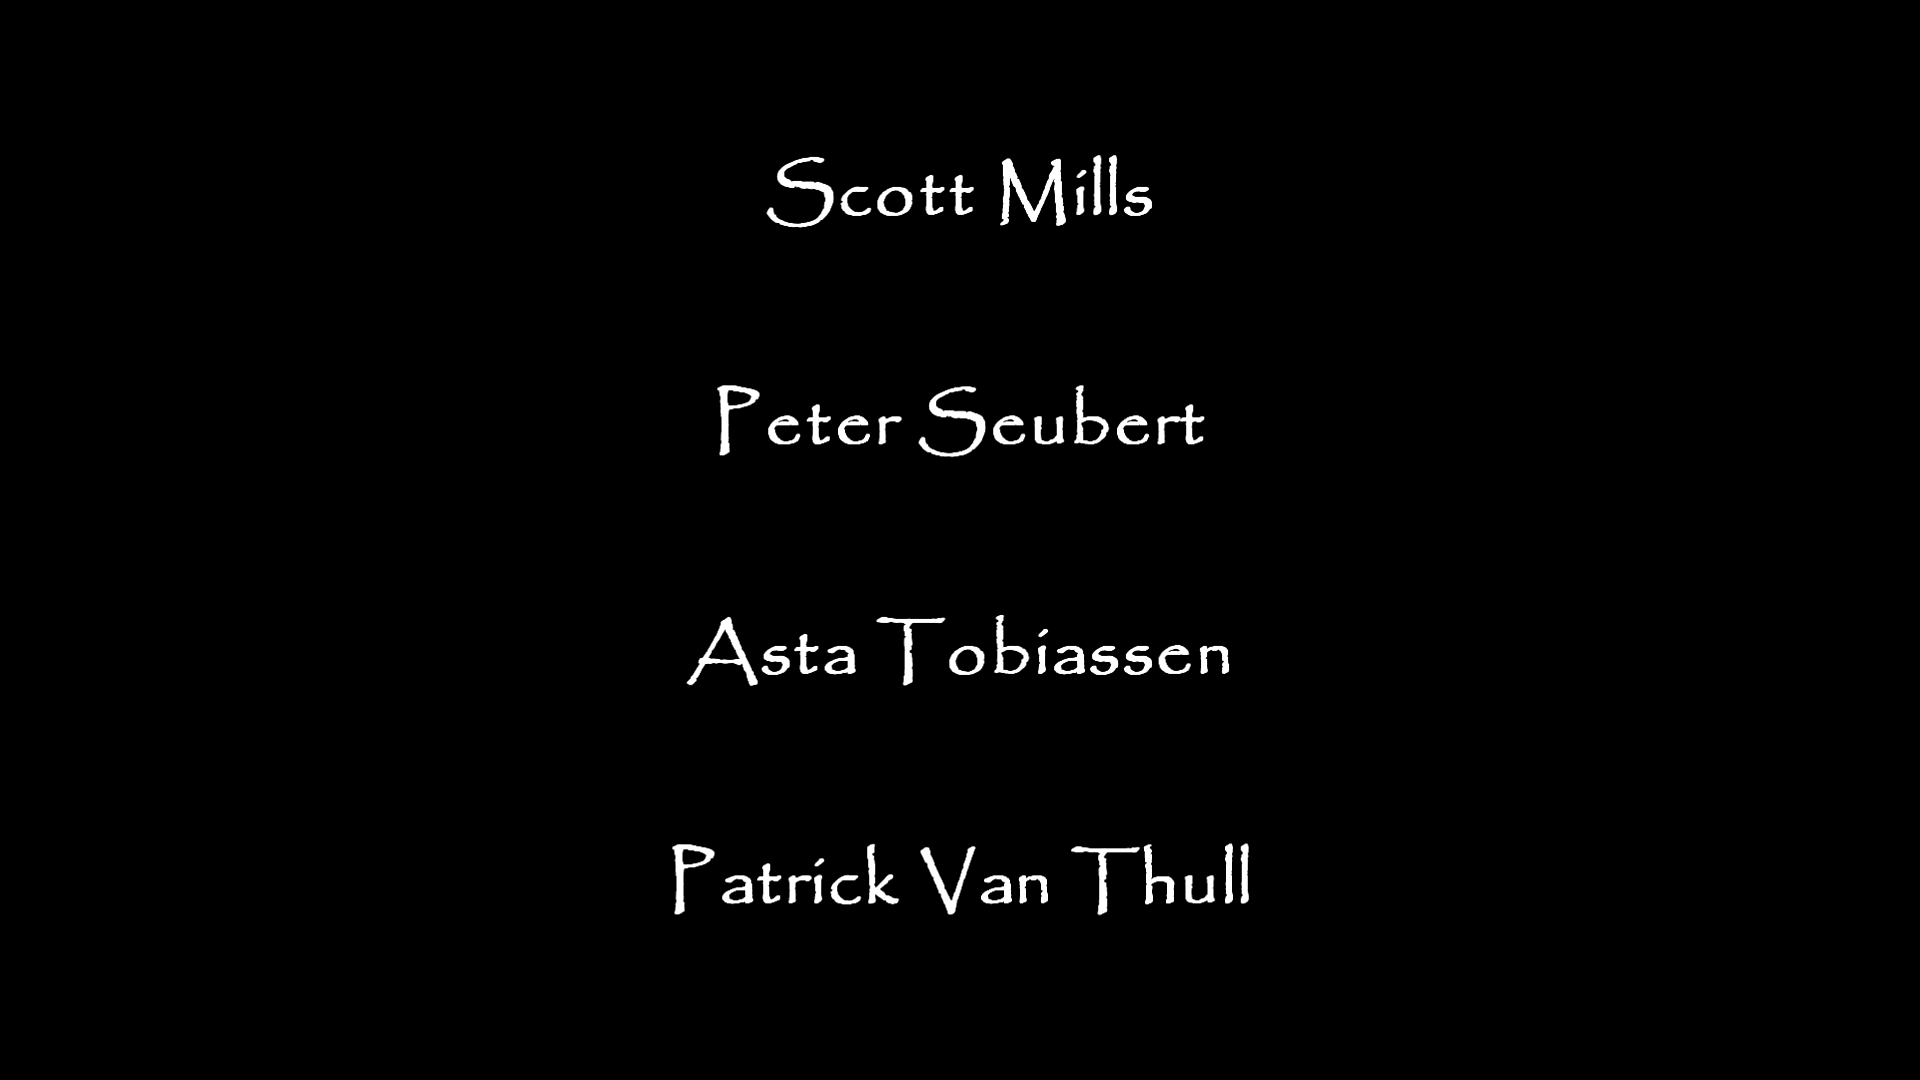 Scott Mills
Peter Seubert
Asta Tobiassen
Patrick Van Thull